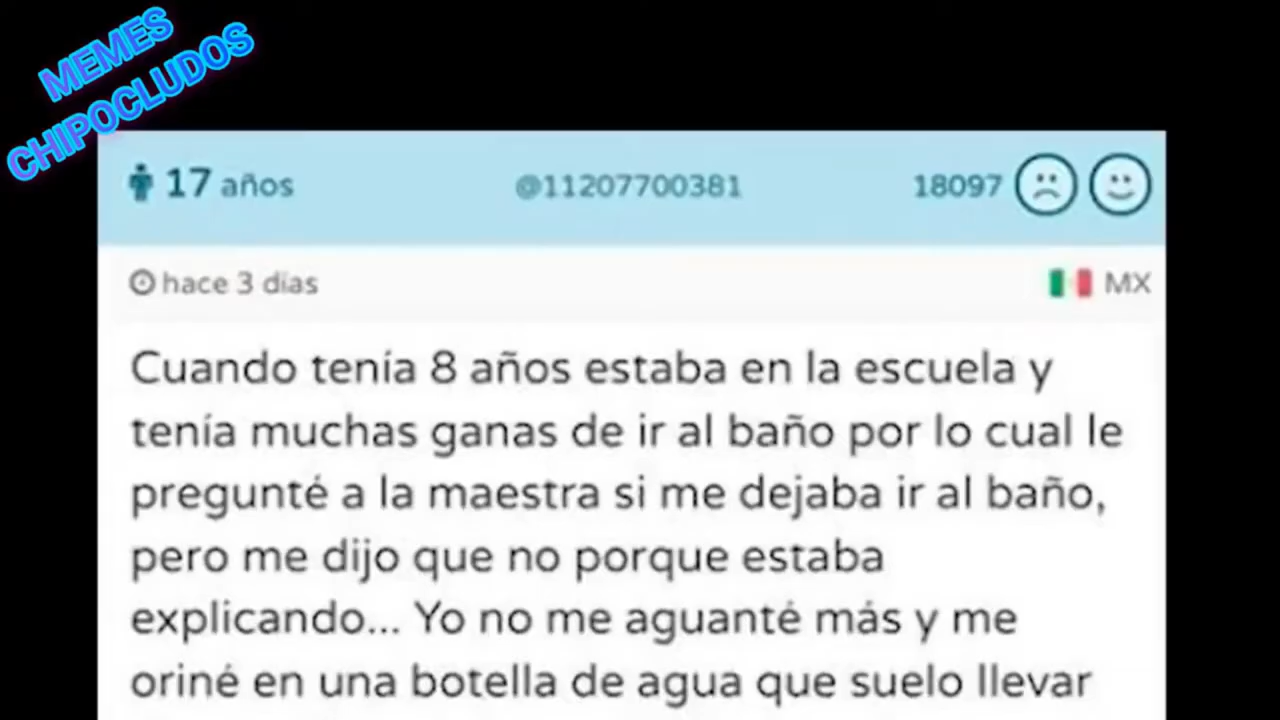 MEMES
CHIPOCLUDOS
17 años @11207700381 18097
hace 3 días MX
Cuando tenía 8 años estaba en la escuela y
tenía muchas ganas de ir al baño por lo cual le
pregunté a la maestra si me dejaba ir al baño,
pero me dijo que no porque estaba
explicando... Yo no me aguanté más y me
oriné en una botella de agua que suelo llevar